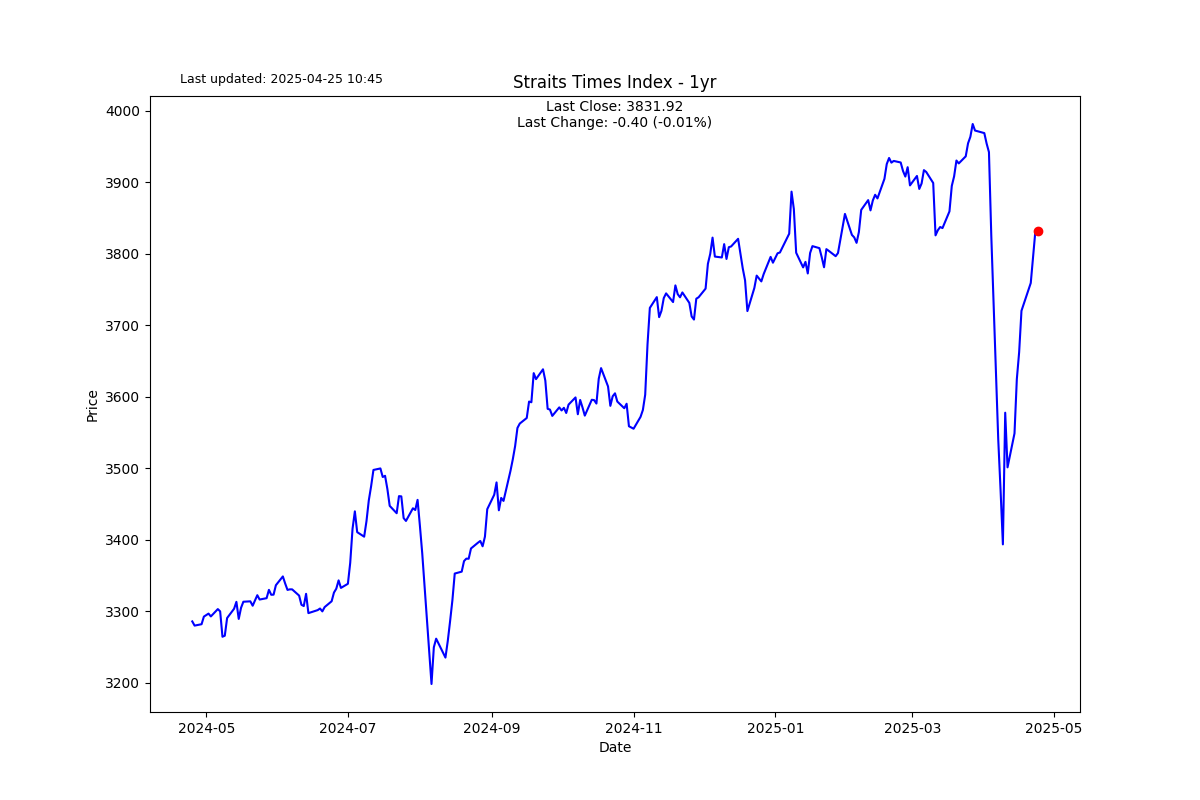 Last updated: 2025-04-25 10:45
Straits Times Index - 1yr
Last Close: 3831.92
Last Change: -0.40 (-0.01%)
4000
3900
3800
3700
3600
3500
3400
3300
3200
Price
2024-05 2024-07 2024-09 2024-11 2025-01 2025-03 2025-05
Date